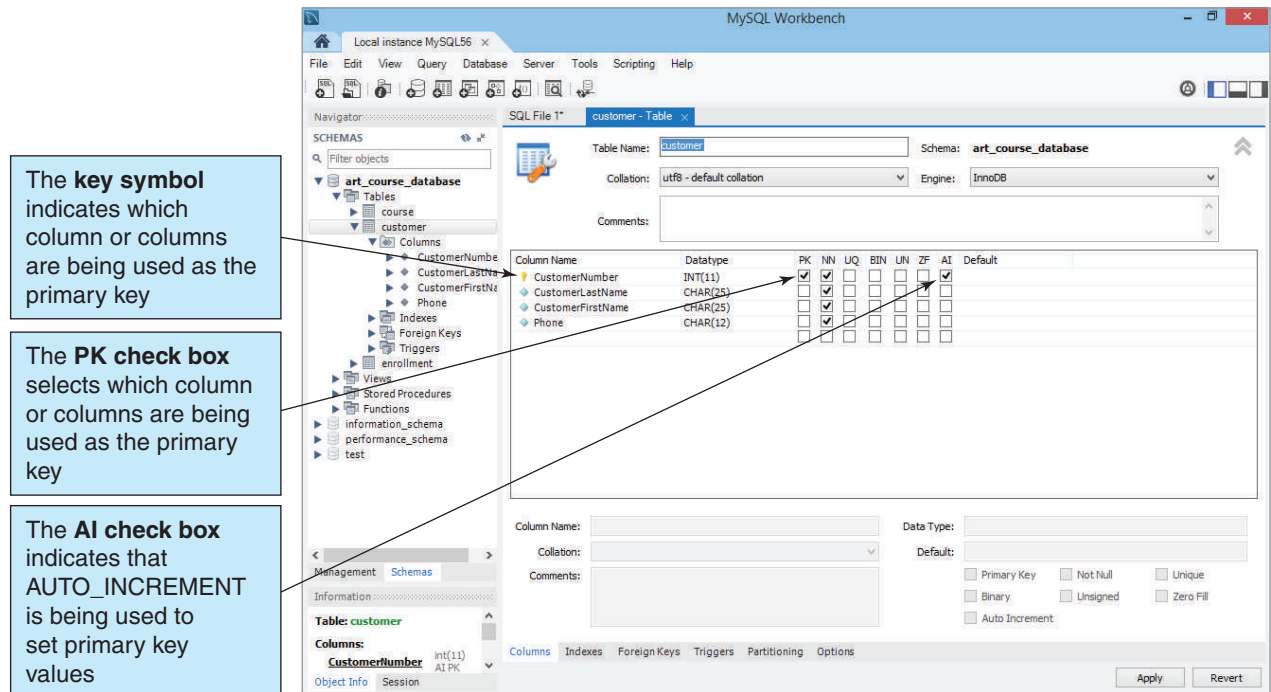 The key symbol
indicates which
column or columns
are being used as the
primary key
The PK check box
selects which column
or columns are being
used as the primary
key
The AI check box
indicates that
AUTO_INCREMENT
is being used to
set primary key
values
MySQL Workbench
Local instance MySQL56 ×
File Edit View Query Database Server Tools Scripting Help
Navigator
SCHEMAS
Filter objects
art_course_database
Tables
course
customer
Columns
CustomerNumbe
CustomerLastNa
CustomerFirstNa
Phone
Indexes
Foreign Keys
Triggers
enrollment
Views
Stored Procedures
Functions
information_schema
performance_schema
test
Management Schemas
Information
Table: customer
Columns:
CustomerNumber int(11)
AI PK
Object Info Session
SQL File 1* customer - Table ×
Table Name: customer Schema: art_course_database
Collation: utf8 - default collation Engine: InnoDB
Comments:
Column Name Datatype PK NN UQ BIN UN ZF AI Default
CustomerNumber INT(11)
CustomerLastName CHAR(25)
CustomerFirstName CHAR(25)
Phone CHAR(12)
Column Name: Data Type:
Collation: Default:
Comments: Primary Key Not Null Unique
Binary Unsigned Zero Fill
Auto Increment
Columns Indexes Foreign Keys Triggers Partitioning Options
Apply Revert